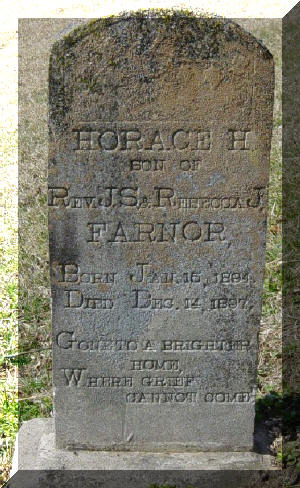 HORACE H.
SON OF
REV. J.S. & REBECCA J.
FARNOR,
BORN JAN. 15, 1894
DIED DEC. 14, 1897.
GONE TO A BRIGHTER
HOME,
WHERE GRIEF
CANNOT COME